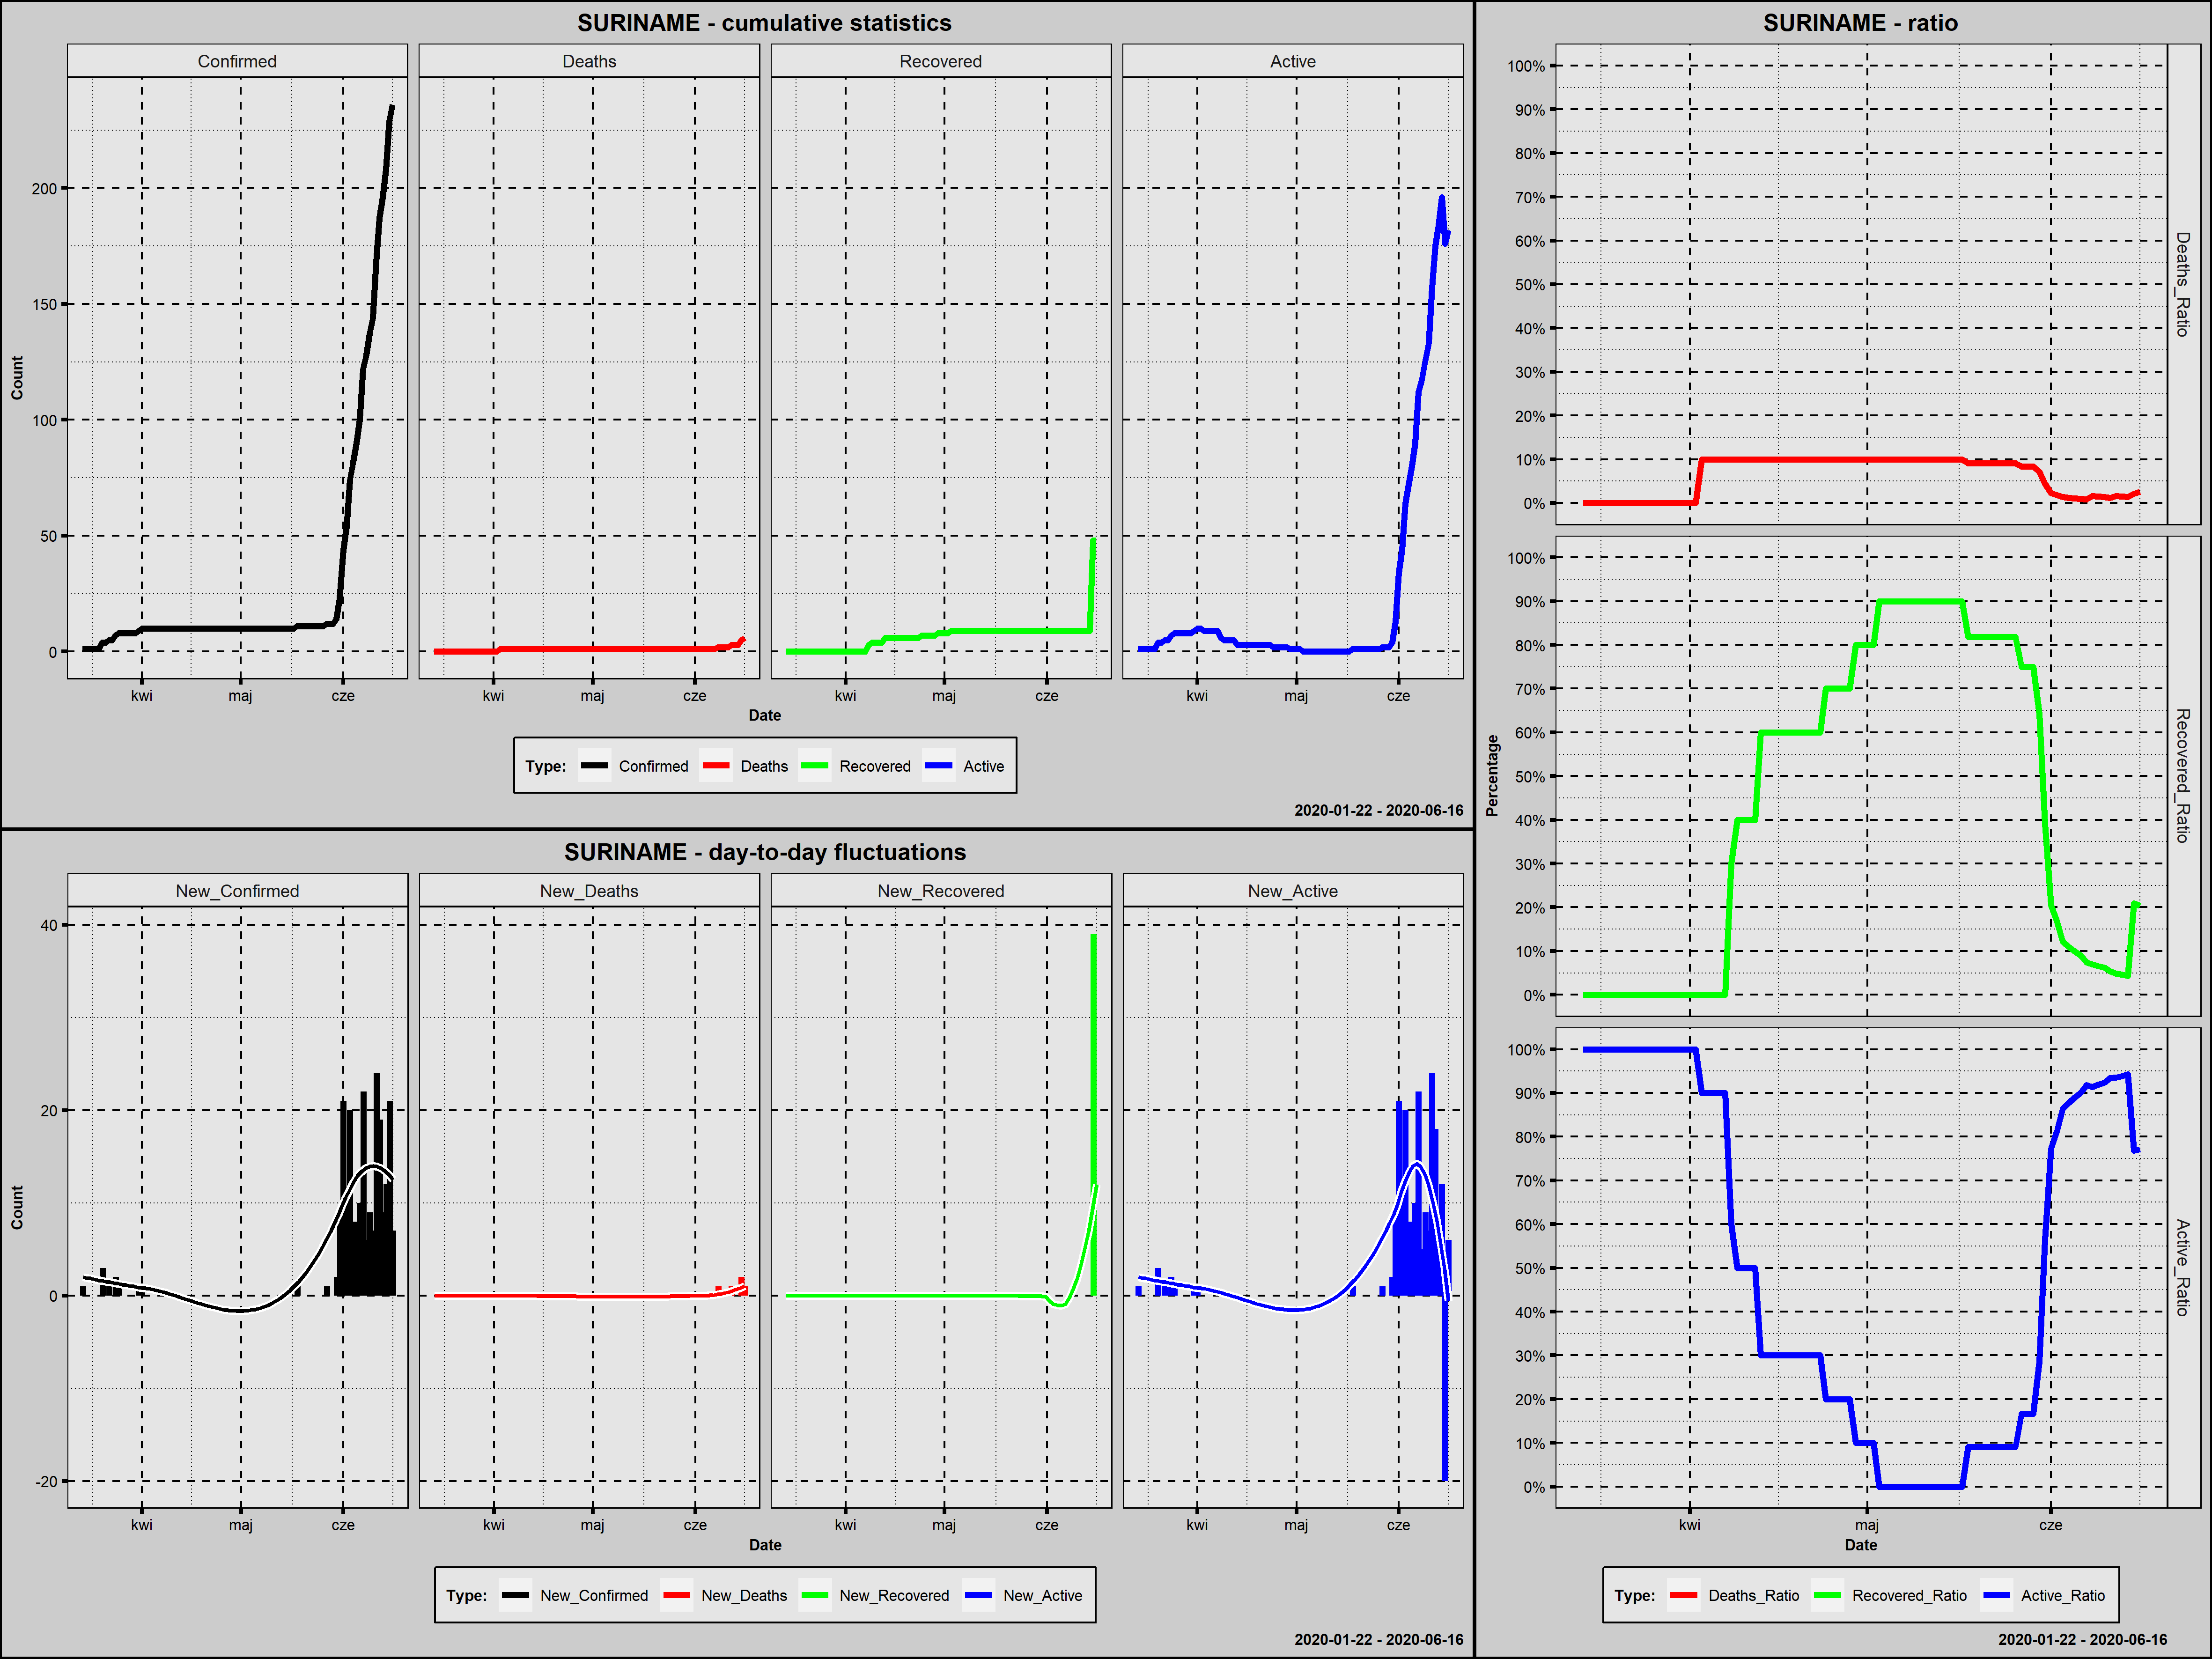 SURINAME - cumulative statistics
Confirmed Deaths Recovered Active
Count
200
150
100
50
0
kwi maj cze kwi maj cze kwi maj cze kwi maj cze
Date
Type: Confirmed Deaths Recovered Active
2020-01-22 - 2020-06-16
SURINAME - day-to-day fluctuations
New_Confirmed New_Deaths New_Recovered New_Active
Count
40
20
0
-20
kwi maj cze kwi maj cze kwi maj cze kwi maj cze
Date
Type: New_Confirmed New_Deaths New_Recovered New_Active
2020-01-22 - 2020-06-16
SURINAME - ratio
Percentage
100%
90%
80%
70%
60%
50%
40%
30%
20%
10%
0%
Deaths_Ratio
100%
90%
80%
70%
60%
50%
40%
30%
20%
10%
0%
Recovered_Ratio
100%
90%
80%
70%
60%
50%
40%
30%
20%
10%
0%
Active_Ratio
kwi maj cze
Date
Type: Deaths_Ratio Recovered_Ratio Active_Ratio
2020-01-22 - 2020-06-16